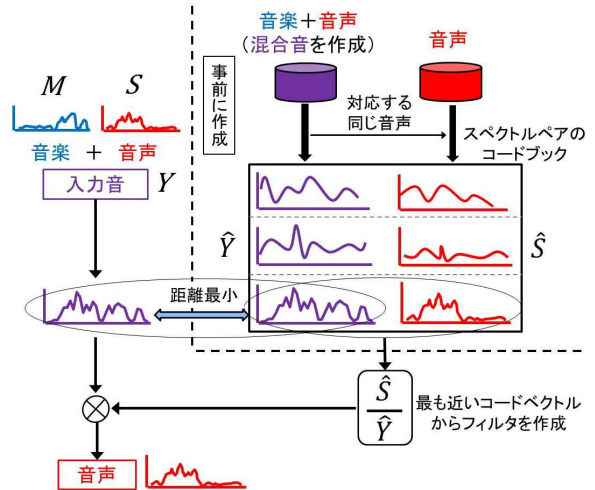 音楽+音声
(混合音を作成)
音声
事前に作成
M S
対応する
同じ音声
スペクトルペアの
コードブック
音楽 + 音声
入力音 Y
Ŷ
Ŝ
距離最小
Ŝ
Ŷ
最も近いコードベクトル
からフィルタを作成
音声